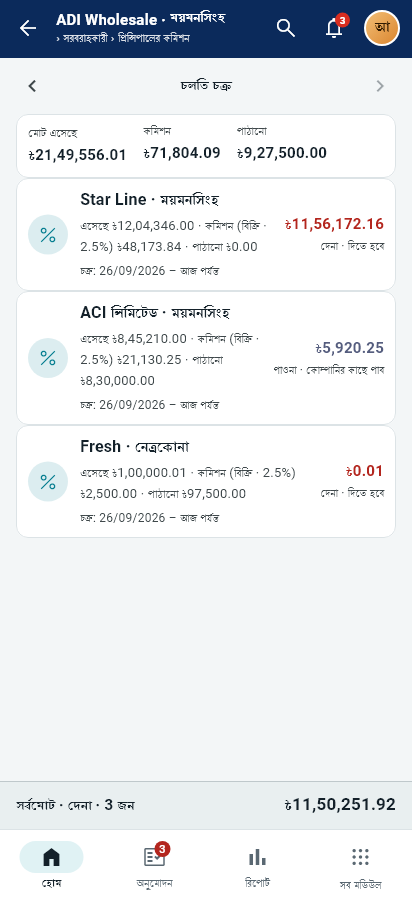 ADI Wholesale · ময়মনসিংহ
› সরবরাহকারী › প্রিন্সিপালের কমিশন
3
আ
চলতি চক্র
মোট এসেছে
কমিশন
পাঠানো
৳21,49,556.01
৳71,804.09
৳9,27,500.00
Star Line · ময়মনসিংহ
এসেছে ৳12,04,346.00 · কমিশন (বিক্রি ·
2.5%) ৳48,173.84 · পাঠানো ৳0.00
চক্র: 26/09/2026 – আজ পর্যন্ত
৳11,56,172.16
দেনা · দিতে হবে
ACI লিমিটেড · ময়মনসিংহ
এসেছে ৳8,45,210.00 · কমিশন (বিক্রি ·
2.5%) ৳21,130.25 · পাঠানো
৳8,30,000.00
চক্র: 26/09/2026 – আজ পর্যন্ত
৳5,920.25
পাওনা · কোম্পানির কাছে পাব
Fresh · নেত্রকোনা
এসেছে ৳1,00,000.01 · কমিশন (বিক্রি · 2.5%)
৳2,500.00 · পাঠানো ৳97,500.00
চক্র: 26/09/2026 – আজ পর্যন্ত
৳0.01
দেনা · দিতে হবে
সর্বমোট · দেনা · 3 জন
৳11,50,251.92
3
হোম
অনুমোদন
রিপোর্ট
সব মডিউল